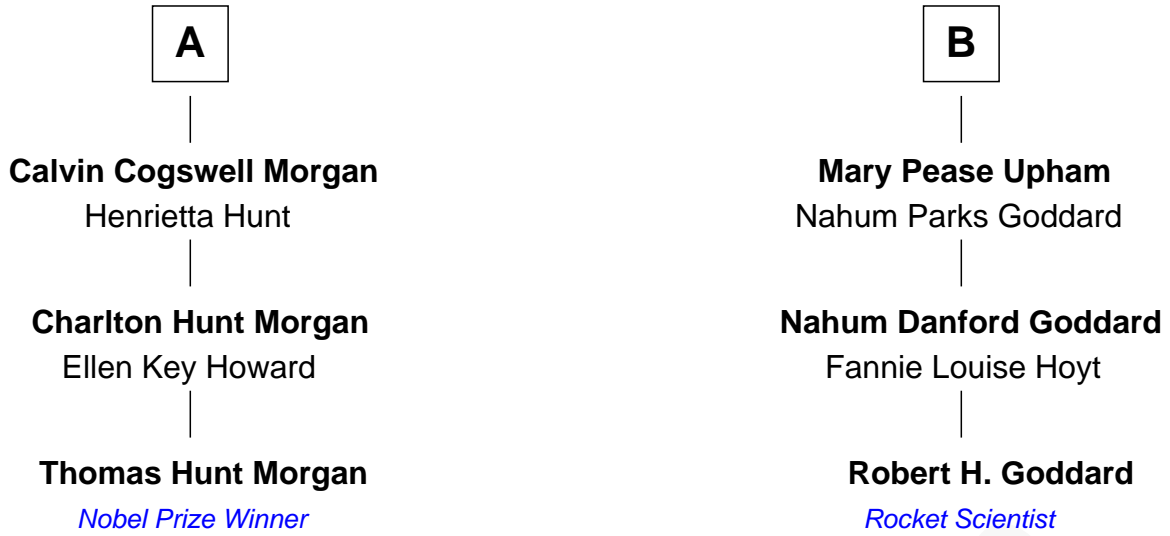 A
Calvin Cogswell Morgan
Henrietta Hunt
Charlton Hunt Morgan
Ellen Key Howard
Thomas Hunt Morgan
Nobel Prize Winner
B
Mary Pease Upham
Nahum Parks Goddard
Nahum Danford Goddard
Fannie Louise Hoyt
Robert H. Goddard
Rocket Scientist